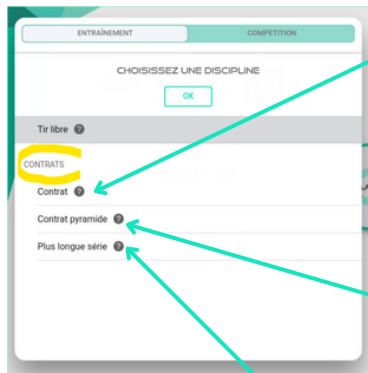 ENTRAÎNEMENT COMPETITION
CHOISISSEZ UNE DISCIPLINE
OK
Tir libre ?
CONTRATS
Contrat ?
Contrat pyramide ?
Plus longue série ?